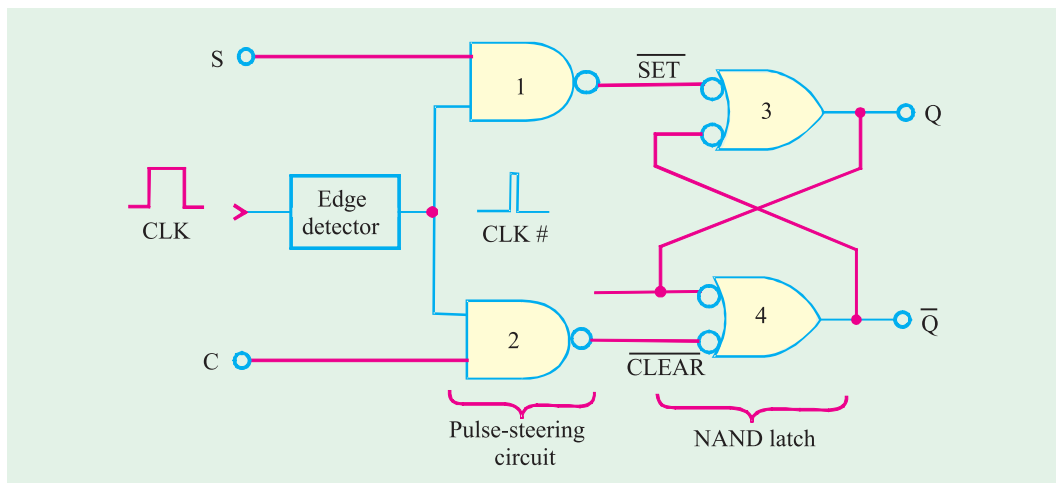 S
1
SET
3
Q
CLK
Edge
detector
CLK #
C
2
CLEAR
4
Q
Pulse-steering
circuit
NAND latch